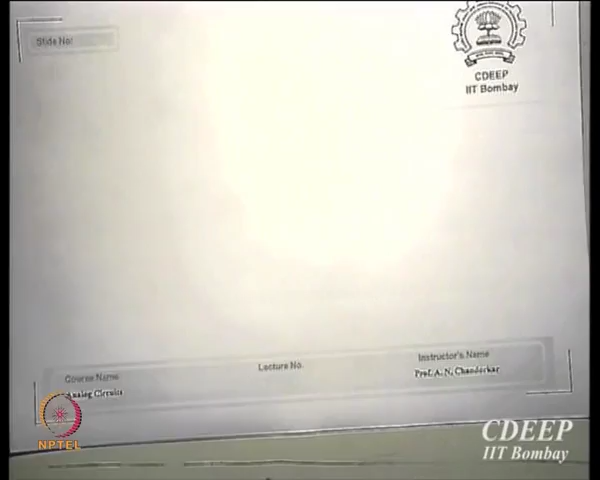 Slide No:
CDEEP
IIT Bombay
Course Name
Lecture No.
Instructor's Name
Analog Circuits
Prof. A. N. Chandorkar
NPTEL
CDEEP
IIT Bombay